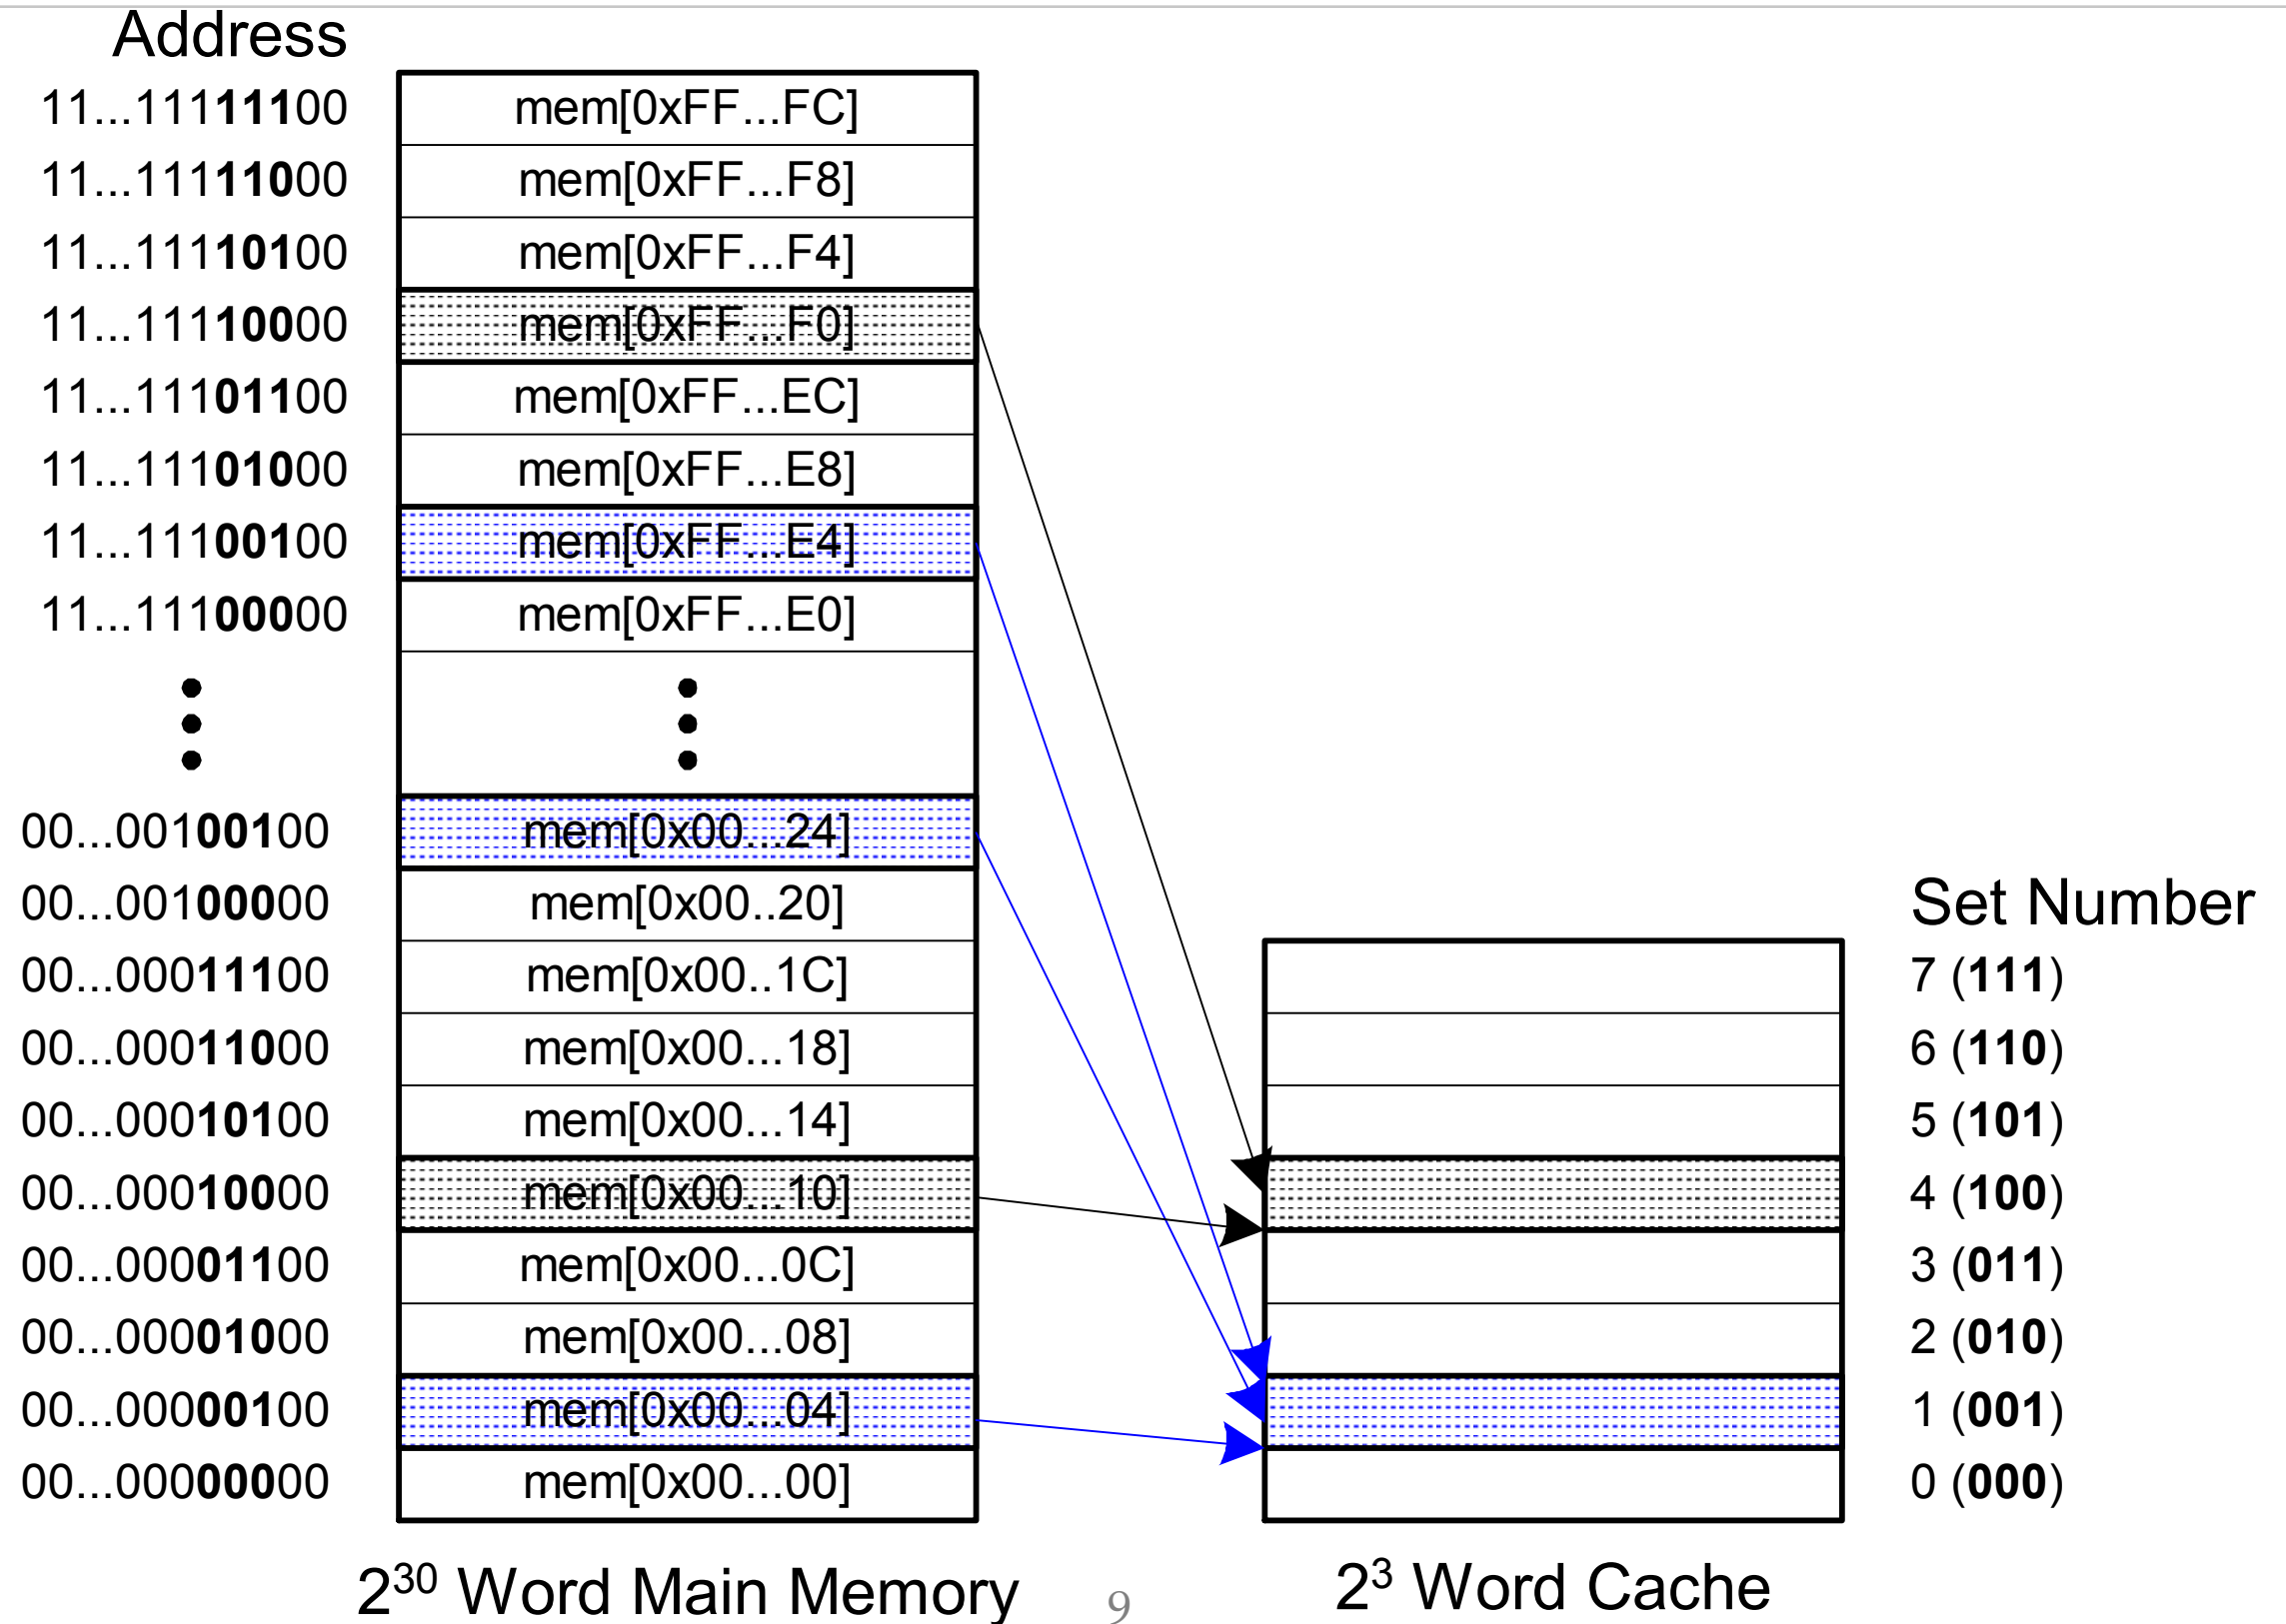 Address
11...11111100 mem[0xFF...FC]
11...11111000 mem[0xFF...F8]
11...11110100 mem[0xFF...F4]
11...11110000 mem[0xFF...F0]
11...11101100 mem[0xFF...EC]
11...11101000 mem[0xFF...E8]
11...11100100 mem[0xFF...E4]
11...11100000 mem[0xFF...E0]
00...00100100 mem[0x00...24]
00...00100000 mem[0x00..20] Set Number
00...00011100 mem[0x00..1C] 7 (111)
00...00011000 mem[0x00...18] 6 (110)
00...00010100 mem[0x00...14] 5 (101)
00...00010000 mem[0x00...10] 4 (100)
00...00001100 mem[0x00...0C] 3 (011)
00...00001000 mem[0x00...08] 2 (010)
00...00000100 mem[0x00...04] 1 (001)
00...00000000 mem[0x00...00] 0 (000)
2³⁰ Word Main Memory 9 2³ Word Cache